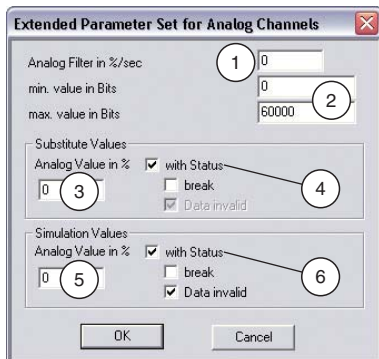 Extended Parameter Set for Analog Channels
Analog Filter in %/sec
1
0
min. value in Bits
0
2
max. value in Bits
60000
Substitute Values
Analog Value in %
with Status
0
3
break
4
Data invalid
Simulation Values
Analog Value in %
with Status
0
5
break
6
Data invalid
OK
Cancel